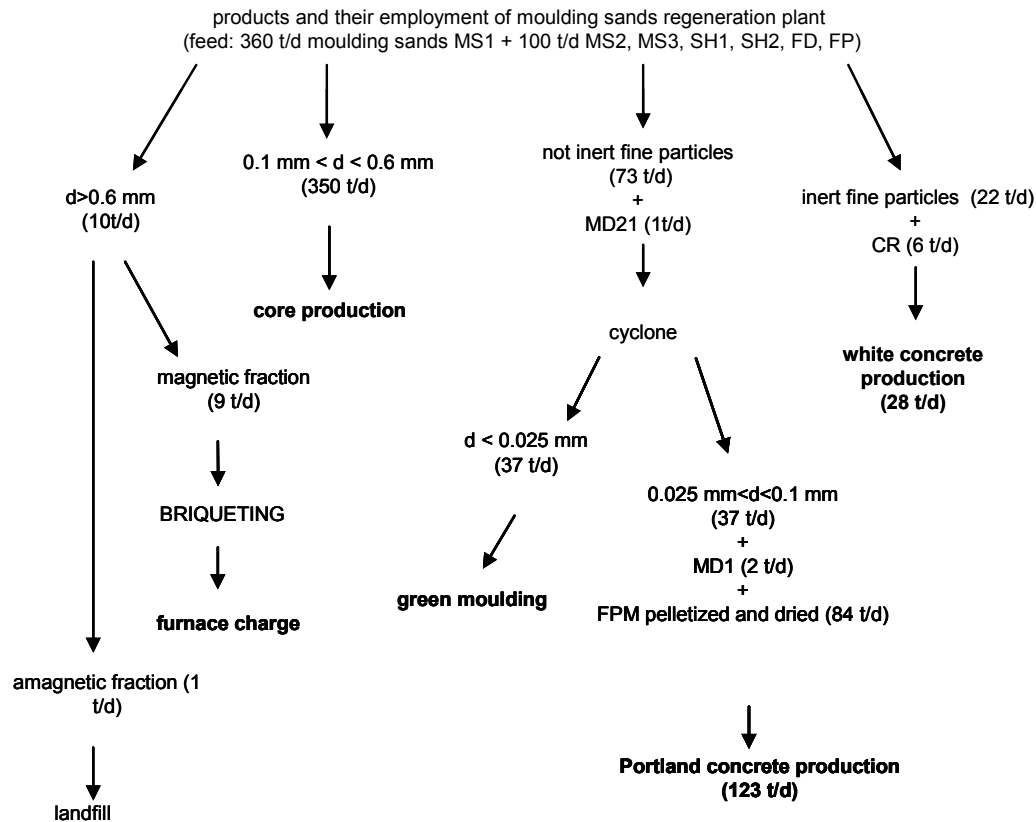 products and their employment of moulding sands regeneration plant
(feed: 360 t/d moulding sands MS1 + 100 t/d MS2, MS3, SH1, SH2, FD, FP)
d>0.6 mm
(10t/d)
0.1 mm < d < 0.6 mm
(350 t/d)
not inert fine particles
(73 t/d)
+
MD21 (1t/d)
inert fine particles (22 t/d)
+
CR (6 t/d)
core production
cyclone
white concrete
production
(28 t/d)
magnetic fraction
(9 t/d)
d < 0.025 mm
(37 t/d)
0.025 mm<d<0.1 mm
(37 t/d)
+
MD1 (2 t/d)
+
FPM pelletized and dried (84 t/d)
BRIQUETING
green moulding
furnace charge
amagnetic fraction (1
t/d)
Portland concrete production
(123 t/d)
landfill